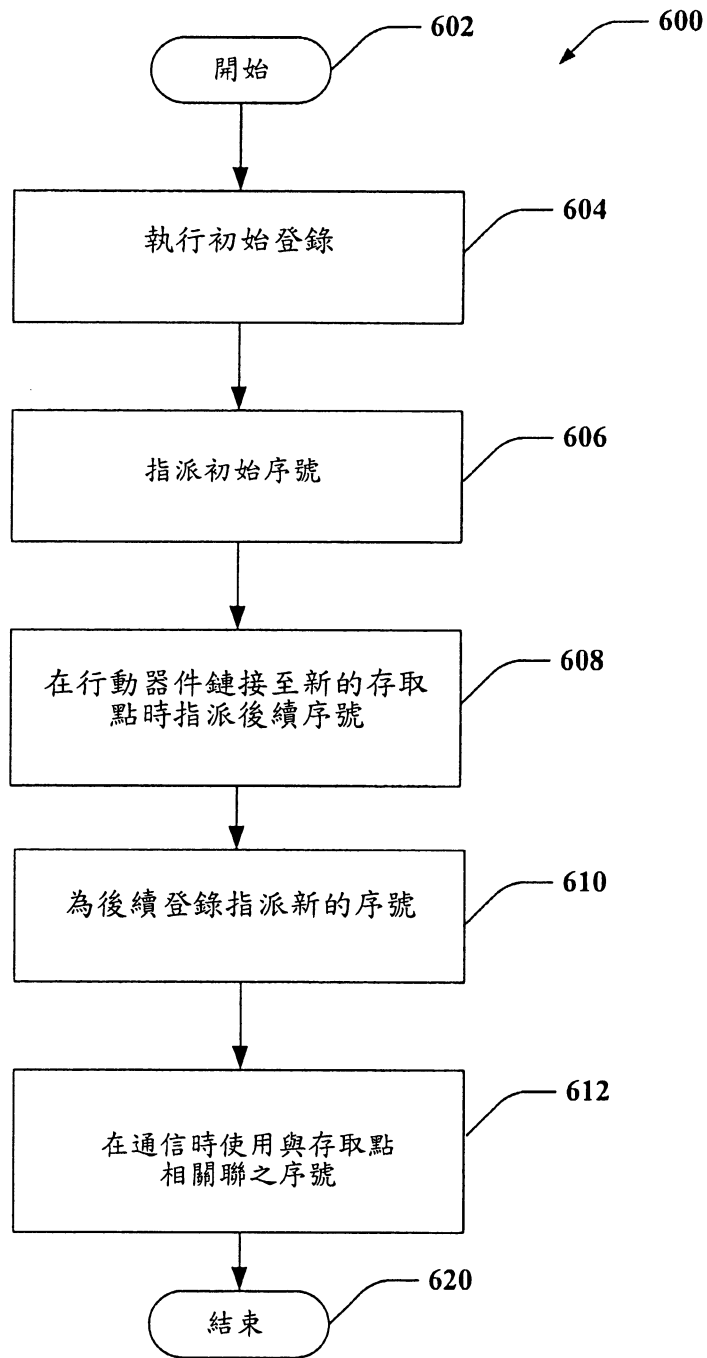 602
600
開始
604
執行初始登錄
606
指派初始序號
608
在行動器件鏈接至新的存取
點時指派後續序號
610
為後續登錄指派新的序號
612
在通信時使用與存取點
相關聯之序號
620
結束